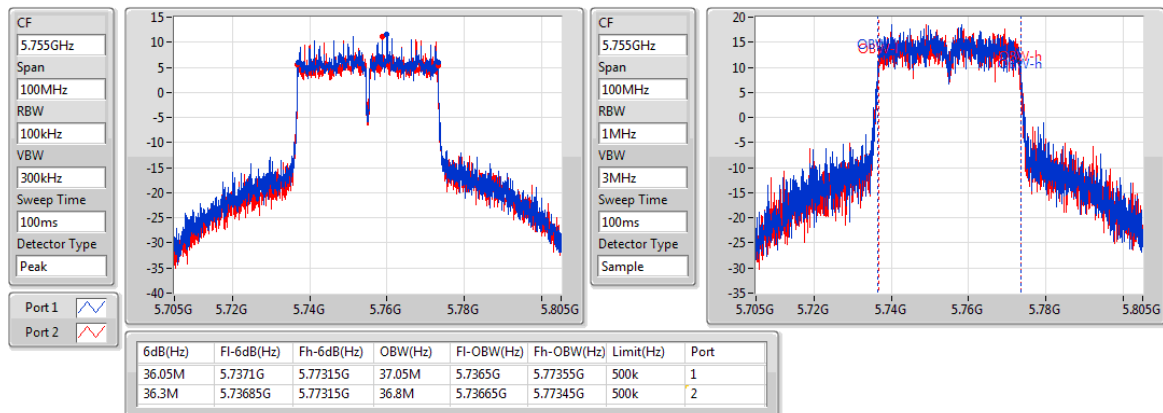 CF
5.755GHz
Span
100MHz
RBW
100kHz
VBW
300kHz
Sweep Time
100ms
Detector Type
Peak
Port 1
Port 2
15
10
5
0
-5
-10
-15
-20
-25
-30
-35
-40
5.705G 5.72G 5.74G 5.76G 5.78G 5.805G
CF
5.755GHz
Span
100MHz
RBW
1MHz
VBW
3MHz
Sweep Time
100ms
Detector Type
Sample
20
15
10
5
0
-5
-10
-15
-20
-25
-30
-35
5.705G 5.72G 5.74G 5.76G 5.78G 5.805G
6dB(Hz) Fl-6dB(Hz) Fh-6dB(Hz) OBW(Hz) Fl-OBW(Hz) Fh-OBW(Hz) Limit(Hz) Port
36.05M 5.7371G 5.77315G 37.05M 5.7365G 5.77355G 500k 1
36.3M 5.73685G 5.77315G 36.8M 5.73665G 5.77345G 500k 2